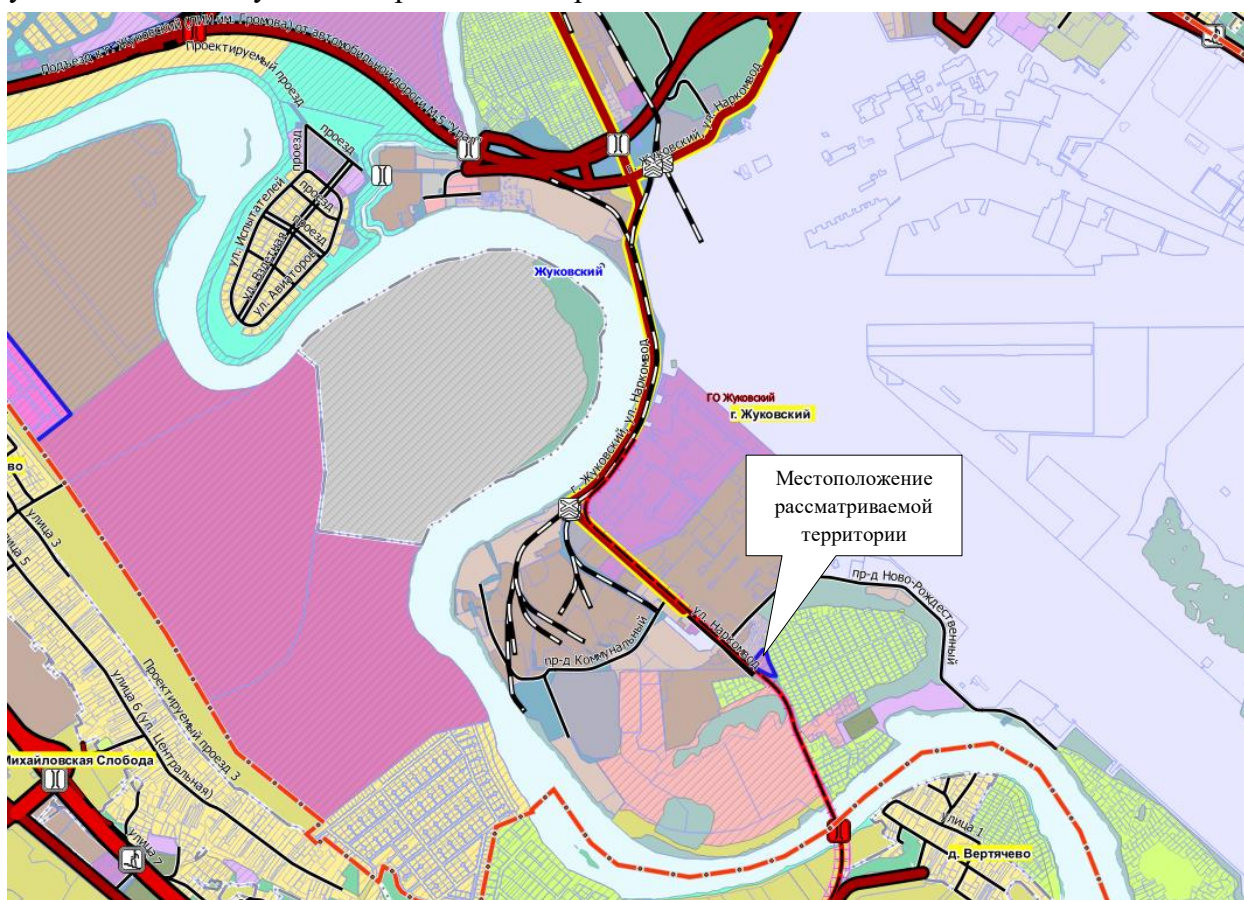 Подъезд к г. Жуковский (ЛИИ им. Громова) от автомобильной дороги М-5 "Урал"
Проектируемый проезд
Жуковский, ул. Наркомвод
проезд
проезд
проезд
проезд
ул. Испытателей
ул. Взлетная
ул. Авиаторов
Жуковский
г. Жуковский, ул. Наркомвод
ГО Жуковский
г. Жуковский
Местоположение
рассматриваемой
территории
во
улица 3
улица 5
пр-д Ново-Рождественный
ул. Наркомвод
пр-д Коммунальный
улица 6 (ул. Центральная)
Проектируемый проезд 3
Михайловская Слобода
улица 7
улица 1
д. Вертячево